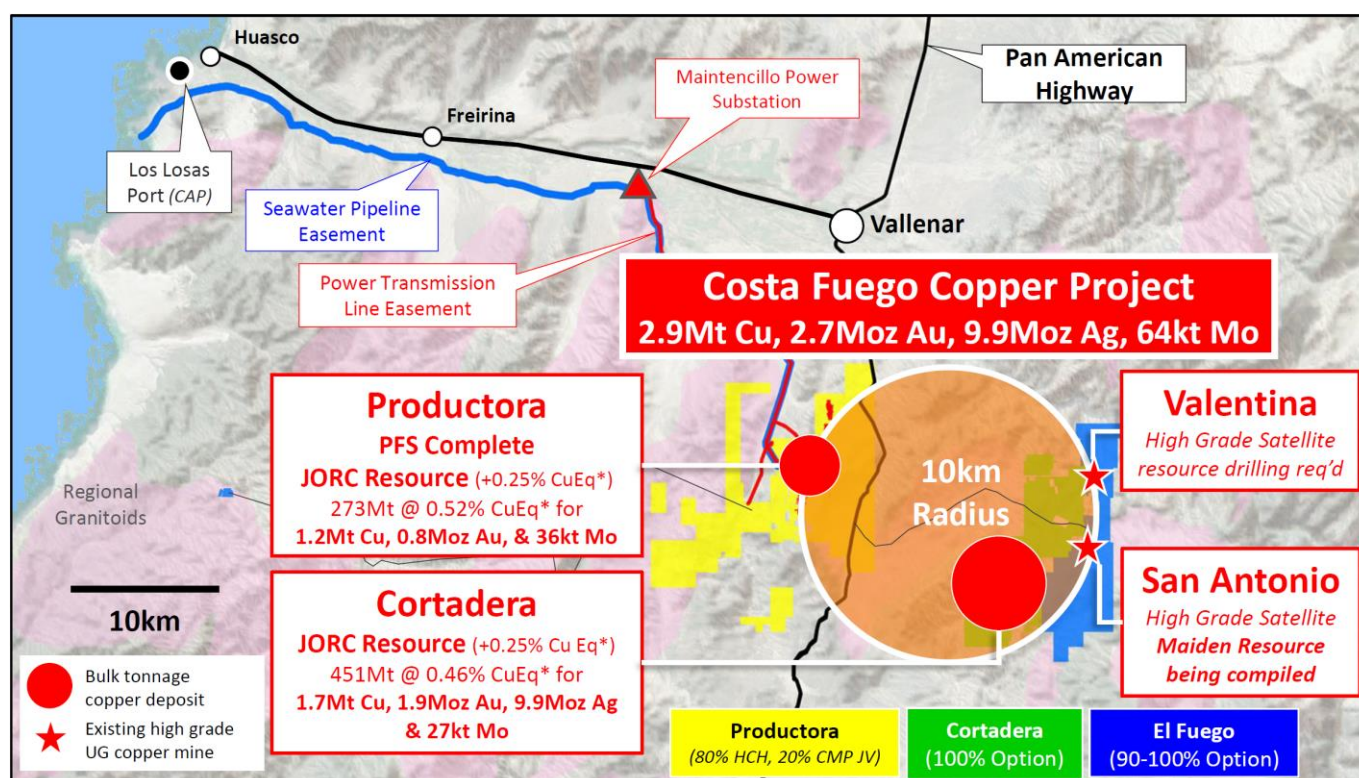 Huasco
Pan American
Highway
Maintencillo Power
Substation
Freirina
Los Losas
Port (CAP)
Seawater Pipeline
Easement
Vallenar
Power Transmission
Line Easement
Costa Fuego Copper Project
2.9Mt Cu, 2.7Moz Au, 9.9Moz Ag, 64kt Mo
Productora
PFS Complete
JORC Resource (+0.25% CuEq*)
273Mt @ 0.52% CuEq* for
1.2Mt Cu, 0.8Moz Au, & 36kt Mo
Valentina
High Grade Satellite
resource drilling req'd
10km
Radius
Regional
Granitoids
Cortadera
JORC Resource (+0.25% Cu Eq*)
451Mt @ 0.46% CuEq* for
1.7Mt Cu, 1.9Moz Au, 9.9Moz Ag
& 27kt Mo
San Antonio
High Grade Satellite
Maiden Resource
being compiled
10km
Bulk tonnage
copper deposit
Existing high grade
UG copper mine
Productora
(80% HCH, 20% CMP JV)
Cortadera
(100% Option)
El Fuego
(90-100% Option)